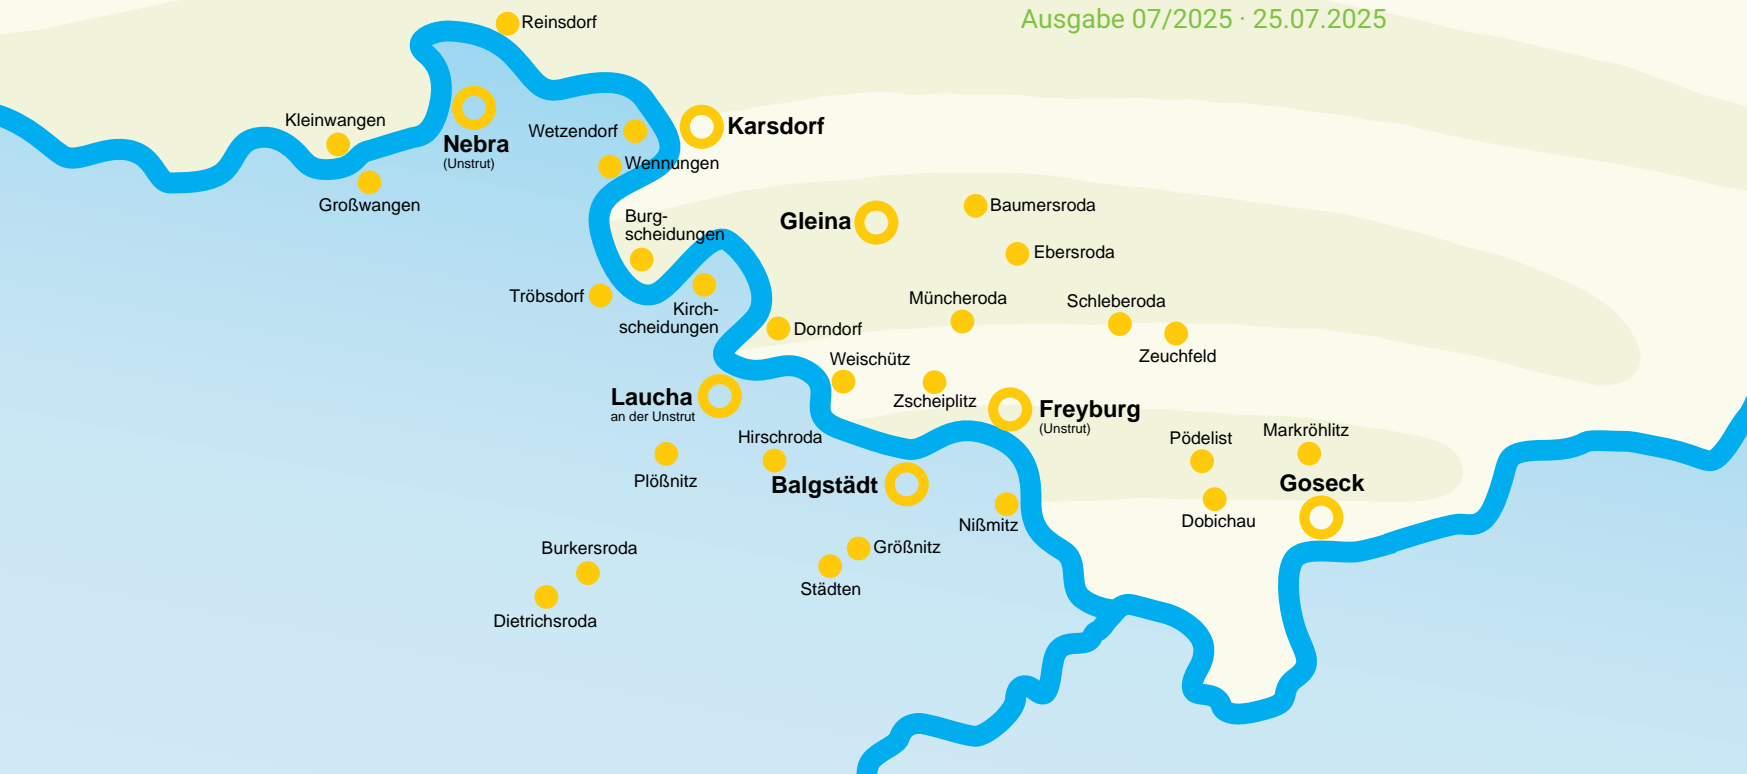 Ausgabe 07/2025 · 25.07.2025
Reinsdorf
Kleinwangen
Nebra
(Unstrut)
Wetzendorf
Karsdorf
Wennungen
Großwangen
Burg-
scheidungen
Gleina
Baumersroda
Ebersroda
Tröbsdorf
Kirch-
scheidungen
Müncheroda
Schleberoda
Dorndorf
Zeuchfeld
Weischütz
Laucha
an der Unstrut
Zscheiplitz
Freyburg
(Unstrut)
Hirschroda
Pödelist
Markröhlitz
Plößnitz
Balgstädt
Goseck
Nißmitz
Dobichau
Burkersroda
Größnitz
Städten
Dietrichsroda